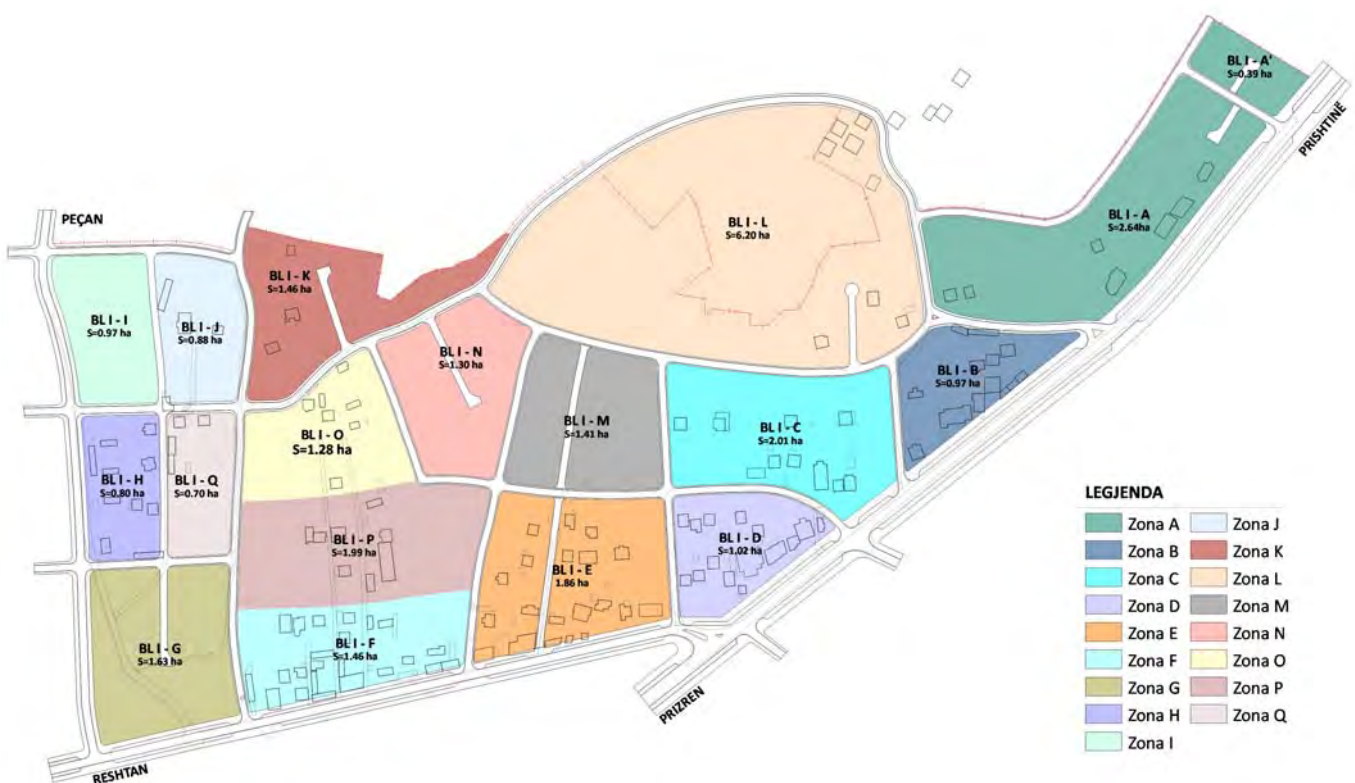 BL I - A'
S=0.39 ha
PRISHTINË
BL I - A
S=2.64ha
PEÇAN
BL I - L
S=6.20 ha
BL I - K
S=1.46 ha
BL I - I
S=0.97 ha
BL I - J
S=0.88 ha
BL I - N
S=1.30 ha
BL I - B
S=0.97 ha
BL I - M
S=1.41 ha
BL I - C
S=2.01 ha
BL I - O
S=1.28 ha
BL I - H
S=0.80 ha
BL I - Q
S=0.70 ha
BL I - P
S=1.99 ha
BL I - D
S=1.02 ha
BL I - E
1.86 ha
BL I - F
S=1.46 ha
BL I - G
S=1.63 ha
PRIZREN
RESHTAN
LEGJENDA
Zona A
Zona B
Zona C
Zona D
Zona E
Zona F
Zona G
Zona H
Zona I
Zona J
Zona K
Zona L
Zona M
Zona N
Zona O
Zona P
Zona Q